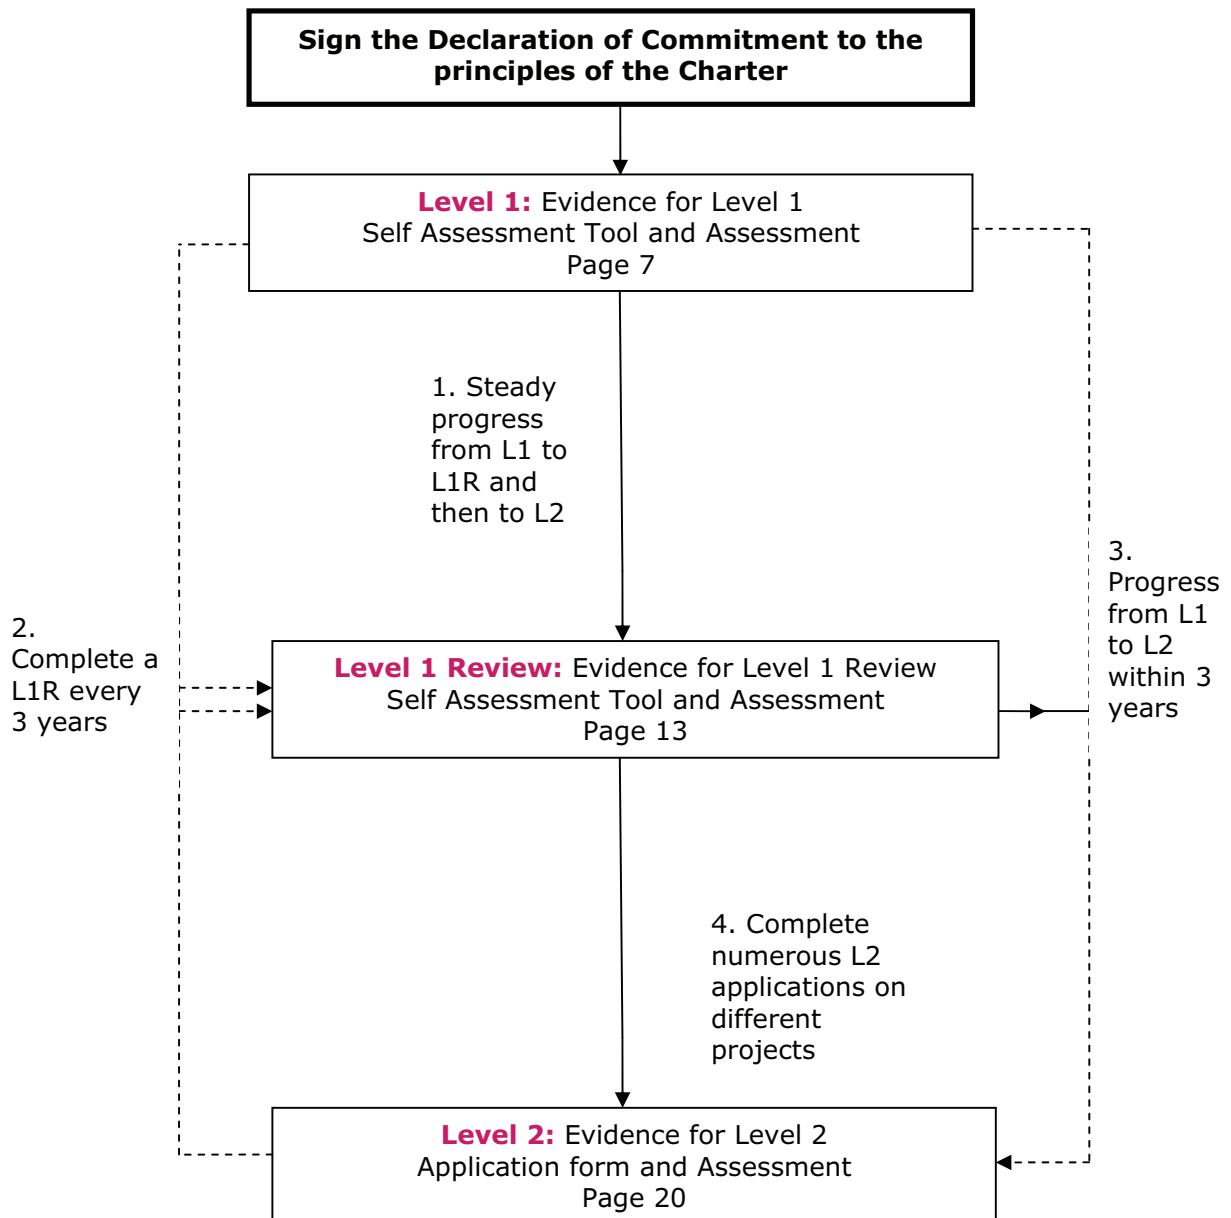 Sign the Declaration of Commitment to the
principles of the Charter
Level 1: Evidence for Level 1
Self Assessment Tool and Assessment
Page 7
1. Steady
progress
from L1 to
L1R and
then to L2
2.
Complete a
L1R every
3 years
3.
Progress
from L1
to L2
within 3
years
Level 1 Review: Evidence for Level 1 Review
Self Assessment Tool and Assessment
Page 13
4. Complete
numerous L2
applications on
different
projects
Level 2: Evidence for Level 2
Application form and Assessment
Page 20